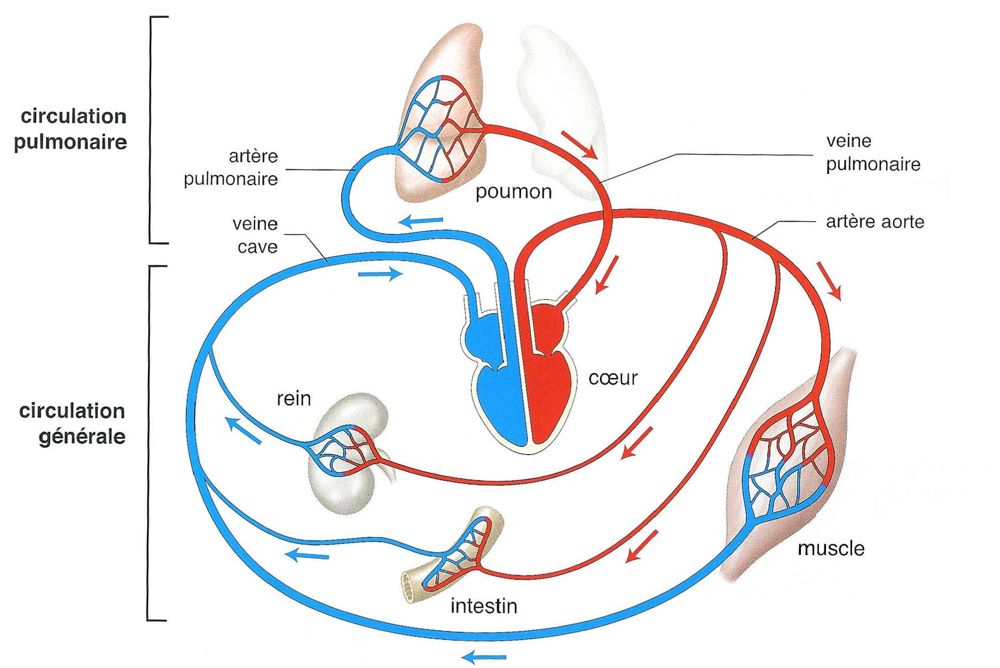 circulation
pulmonaire
artère
pulmonaire
veine
pulmonaire
poumon
veine
cave
artère aorte
cœur
rein
circulation
générale
muscle
intestin